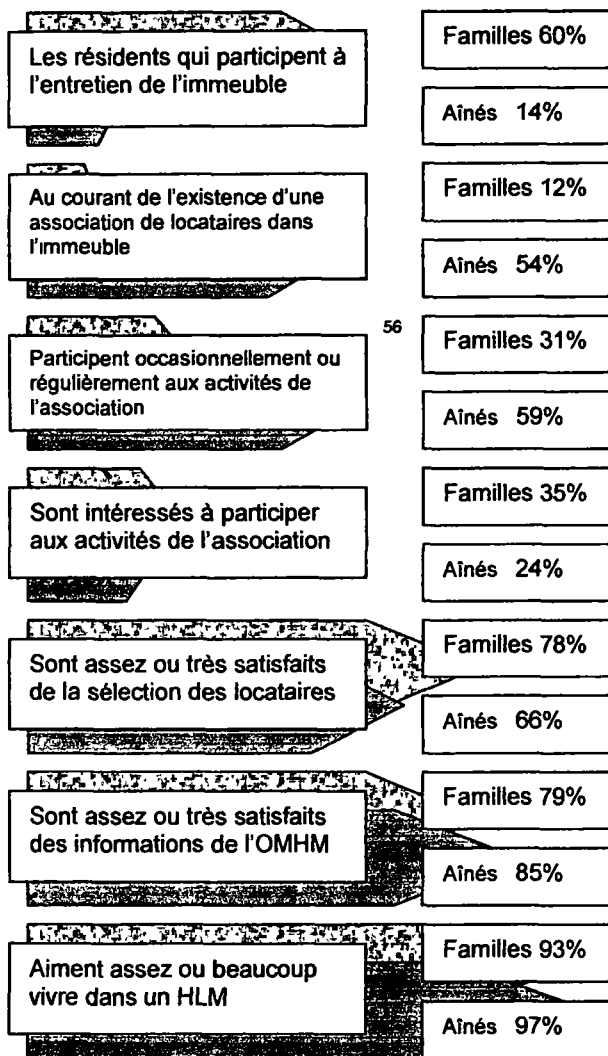 Les résidents qui participent à
l'entretien de l'immeuble
Familles 60%
Aînés 14%
Au courant de l'existence d'une
association de locataires dans
l'immeuble
Familles 12%
Aînés 54%
Participent occasionnellement ou
régulièrement aux activités de
l'association
56
Familles 31%
Aînés 59%
Sont intéressés à participer
aux activités de l'association
Familles 35%
Aînés 24%
Sont assez ou très satisfaits
de la sélection des locataires
Familles 78%
Aînés 66%
Sont assez ou très satisfaits
des informations de l'OMHM
Familles 79%
Aînés 85%
Aiment assez ou beaucoup
vivre dans un HLM
Familles 93%
Aînés 97%